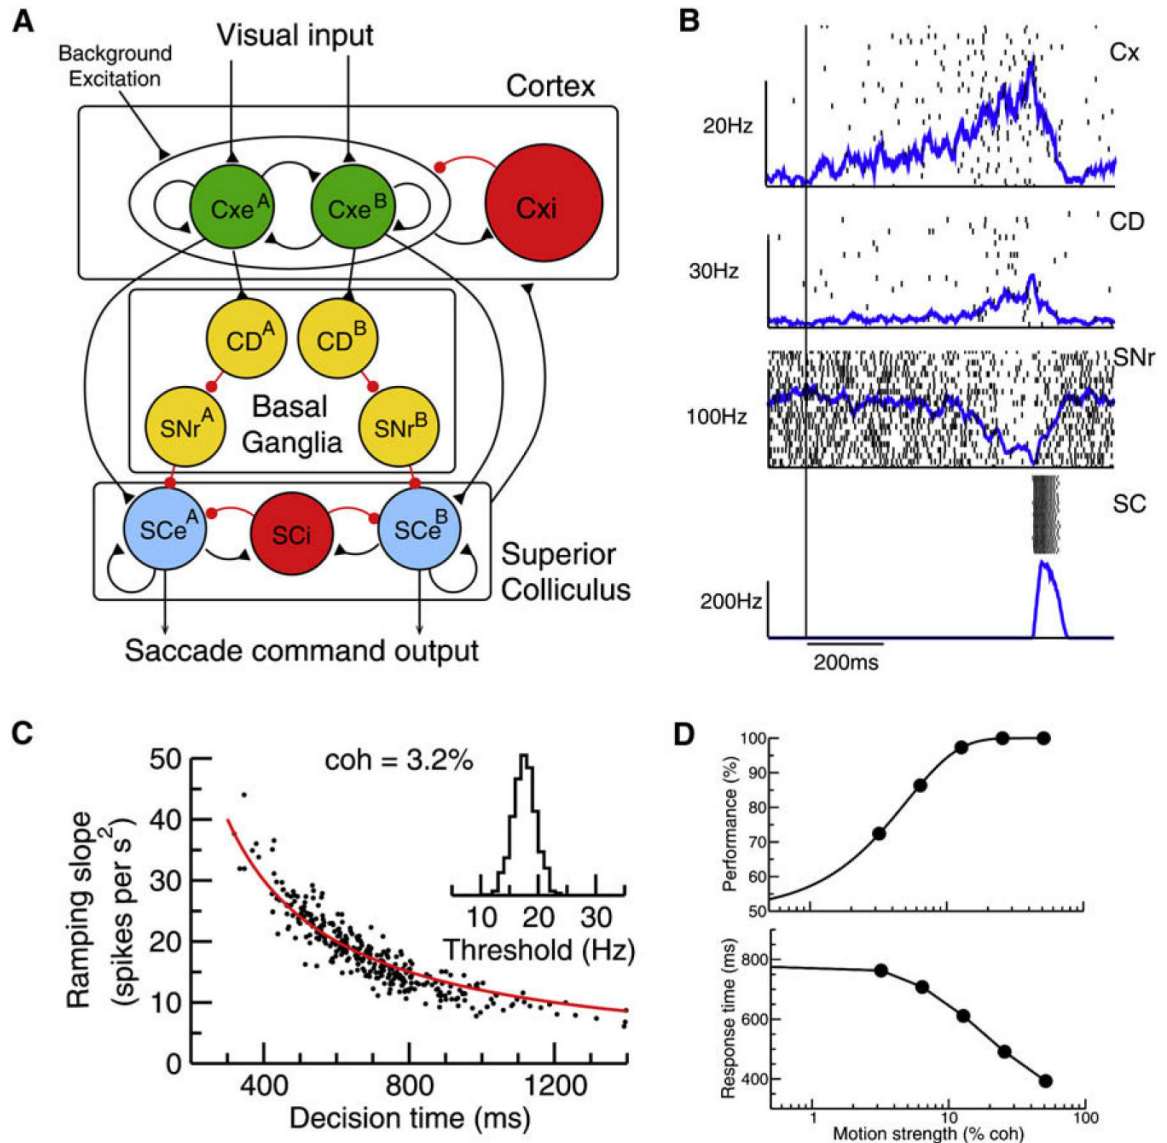 A
Visual input
Background
Excitation
Cortex
Cxe^A
Cxe^B
Cxi
CD^A
CD^B
SNr^A
Basal
Ganglia
SNr^B
SCe^A
SCi
SCe^B
Superior
Colliculus
Saccade command output
B
Cx
20Hz
CD
30Hz
SNr
100Hz
SC
200Hz
200ms
C
coh = 3.2%
Ramping slope
(spikes per s²)
50
40
30
20
10
0
400 800 1200
Decision time (ms)
10 20 30
Threshold (Hz)
D
Performance (%)
100
90
80
70
60
50
Response time (ms)
800
600
400
1 10 100
Motion strength (% coh)